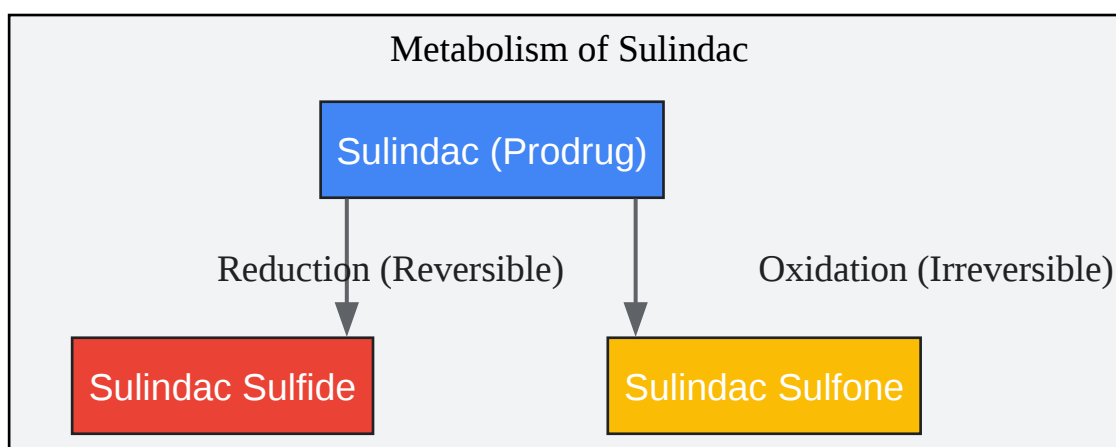 Metabolism of Sulindac
Sulindac (Prodrug)
Reduction (Reversible)
Oxidation (Irreversible)
Sulindac Sulfide
Sulindac Sulfone